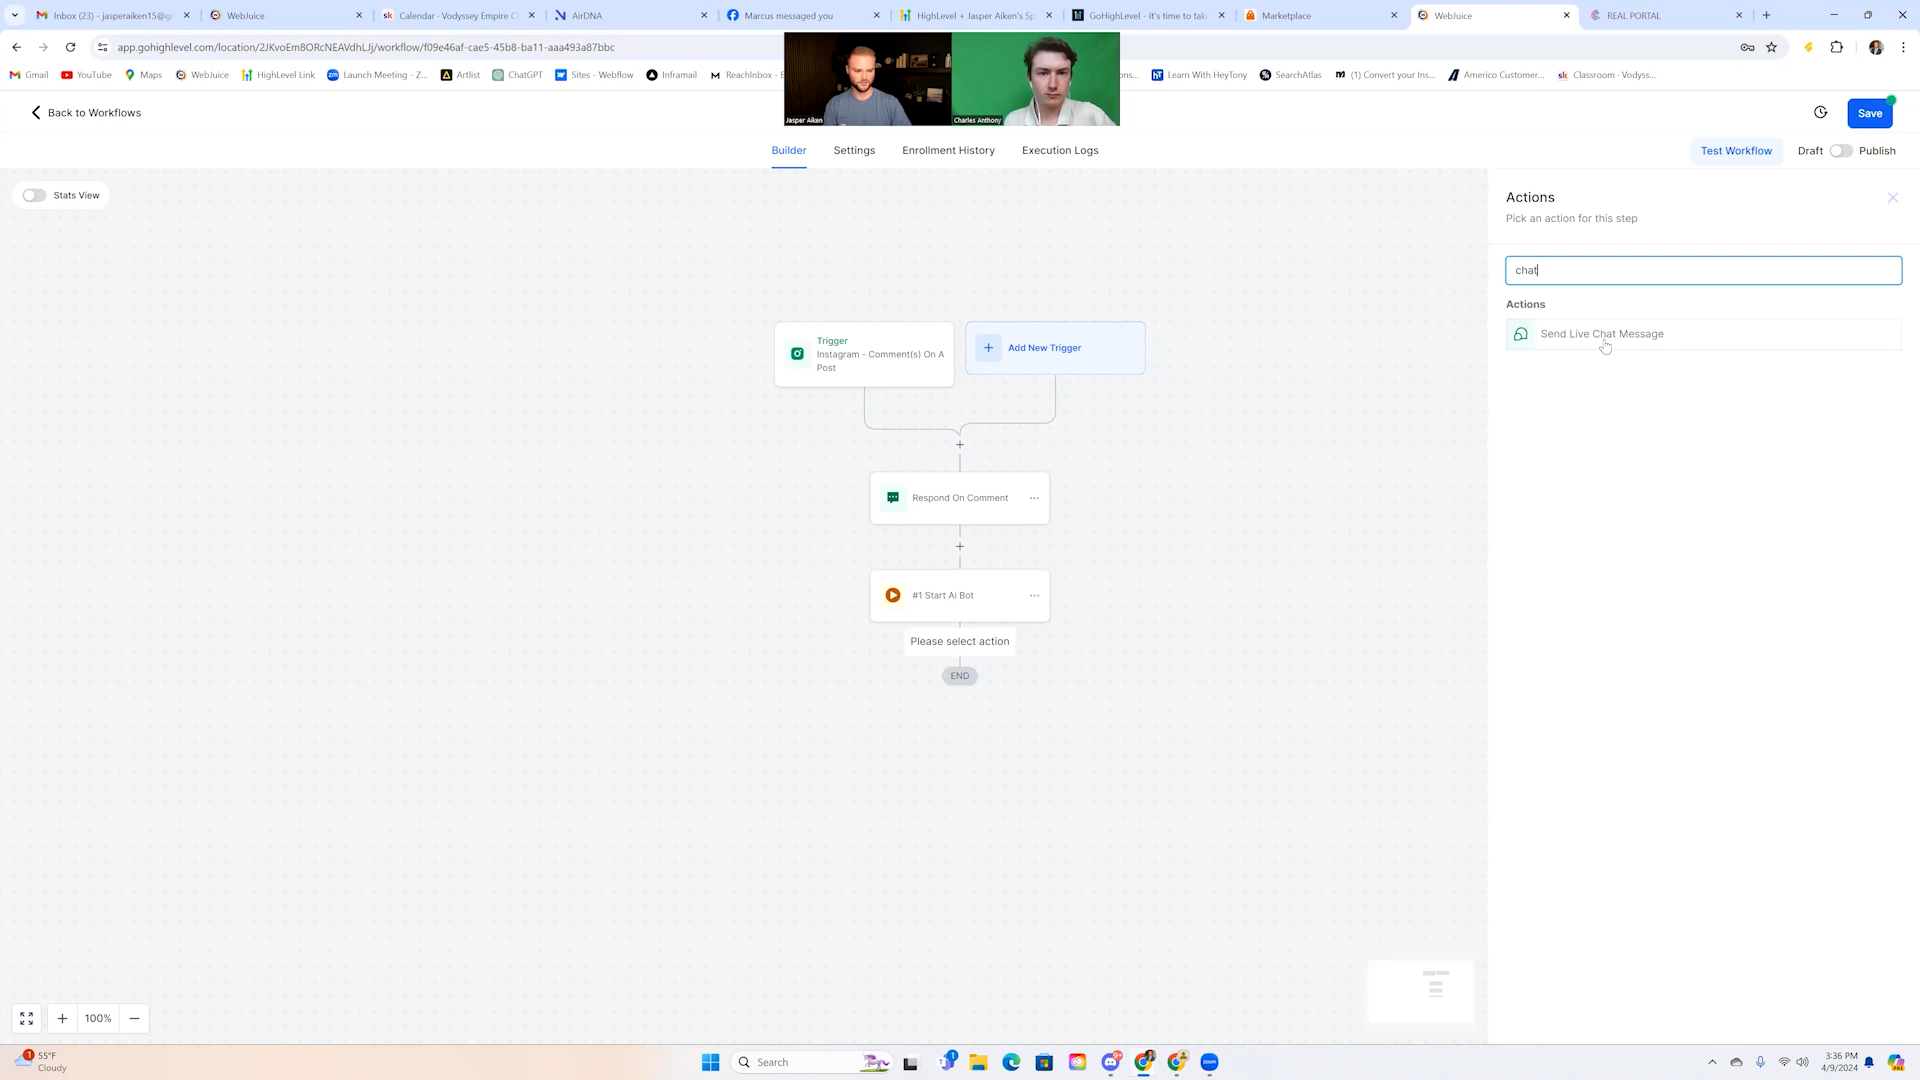 Inbox (23) - jasperaiken15@g
WebJuice
Calendar · Vodyssey Empire C
AirDNA
Marcus messaged you
HighLevel + Jasper Aiken's Sp
GoHighLevel - It's time to take
Marketplace
WebJuice
REAL PORTAL
app.gohighlevel.com/location/2JKvoEm8ORcNEAVdhLJj/workflow/f09e46af-cae5-45b8-ba11-aaa493a87bbc
Gmail
YouTube
Maps
WebJuice
HighLevel Link
Launch Meeting - Z...
Artlist
ChatGPT
Sites - Webflow
Inframail
ReachInbox - E
ons...
Learn With HeyTony
SearchAtlas
(1) Convert your Ins...
Americo Customer...
Classroom · Vodyss...
Jasper Aiken
Charles Anthony
Back to Workflows
Save
Builder
Settings
Enrollment History
Execution Logs
Test Workflow
Draft
Publish
Stats View
Actions
Pick an action for this step
chat
Actions
Send Live Chat Message
Trigger
Instagram - Comment(s) On A
Post
Add New Trigger
Respond On Comment
#1 Start Ai Bot
Please select action
END
100%
55°F
Cloudy
Search
3:36 PM
4/9/2024